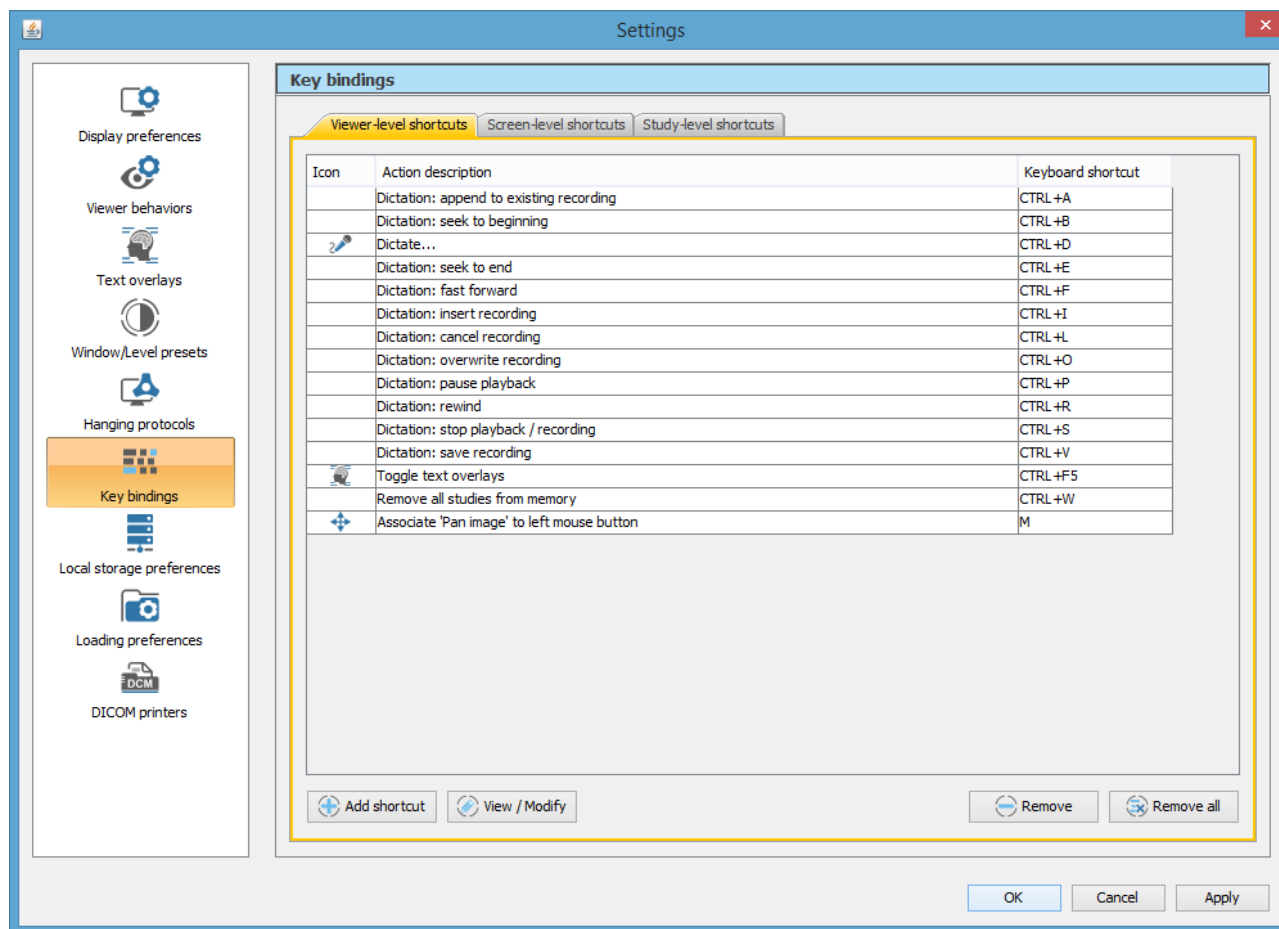 Settings
Display preferences
Viewer behaviors
Text overlays
Window/Level presets
Hanging protocols
Key bindings
Local storage preferences
Loading preferences
DCM
DICOM printers
Key bindings
Viewer-level shortcuts Screen-level shortcuts Study-level shortcuts
Icon Action description Keyboard shortcut
Dictation: append to existing recording CTRL+A
Dictation: seek to beginning CTRL+B
Dictate... CTRL+D
Dictation: seek to end CTRL+E
Dictation: fast forward CTRL+F
Dictation: insert recording CTRL+I
Dictation: cancel recording CTRL+L
Dictation: overwrite recording CTRL+O
Dictation: pause playback CTRL+P
Dictation: rewind CTRL+R
Dictation: stop playback / recording CTRL+S
Dictation: save recording CTRL+V
Toggle text overlays CTRL+F5
Remove all studies from memory CTRL+W
Associate 'Pan image' to left mouse button M
Add shortcut View / Modify Remove Remove all
OK Cancel Apply